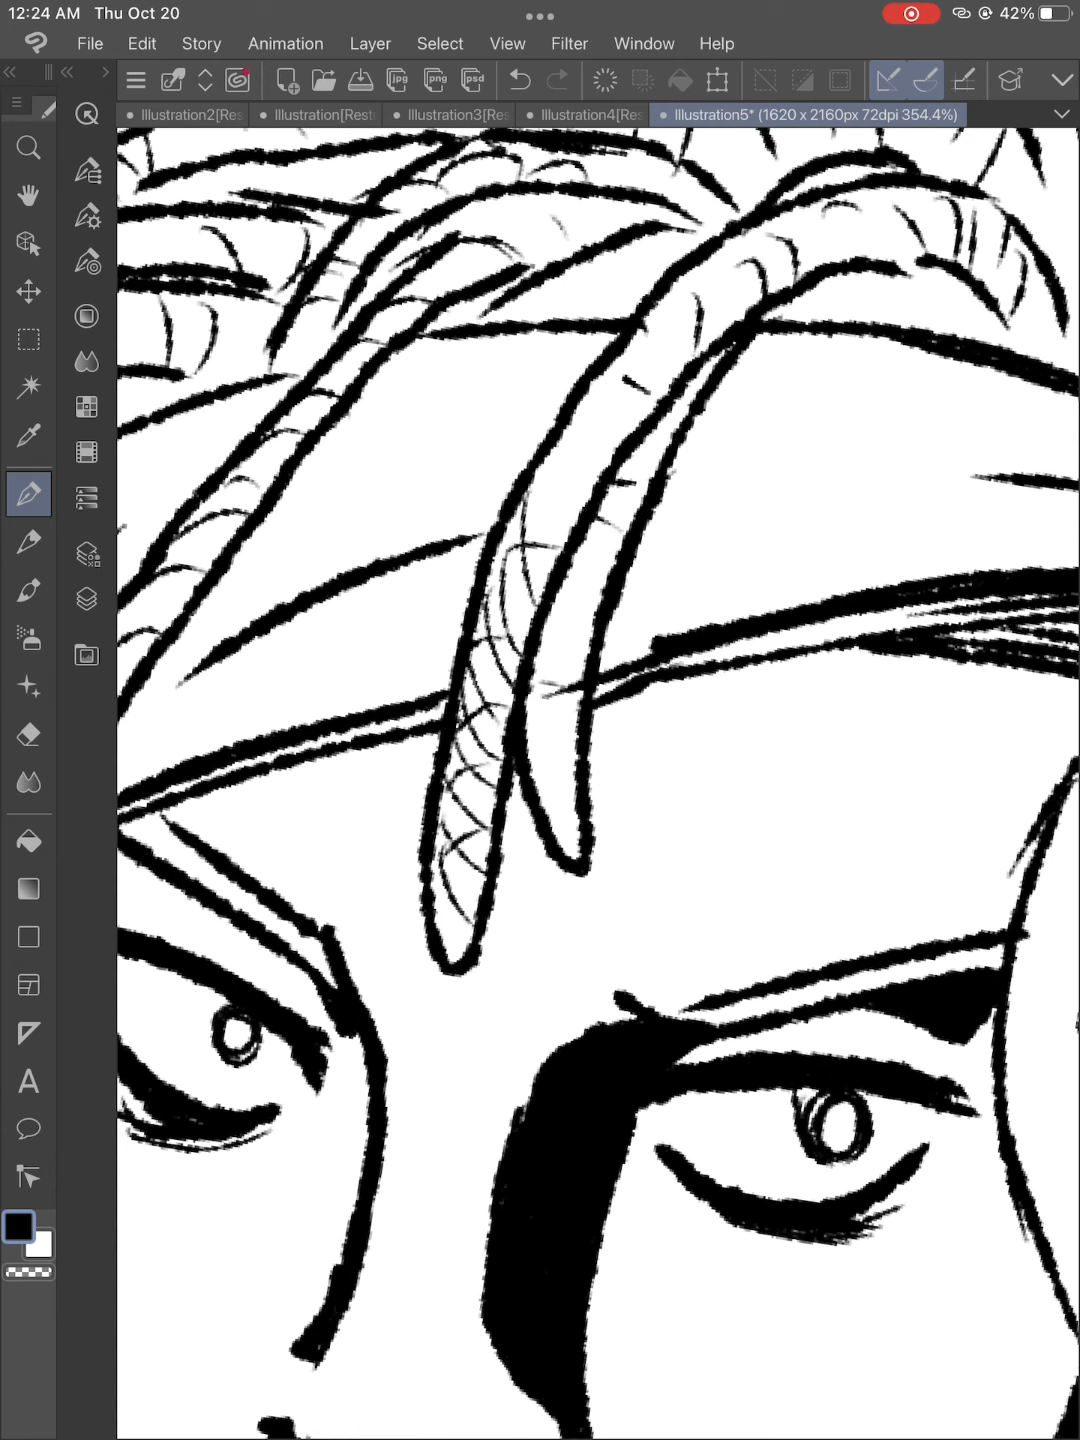 12:24 AM Thu Oct 20
42%
File Edit Story Animation Layer Select View Filter Window Help
jpg png psd
Illustration2[Res Illustration[Rest Illustration3[Res Illustration4[Res Illustration5* (1620 x 2160px 72dpi 354.4%)
A